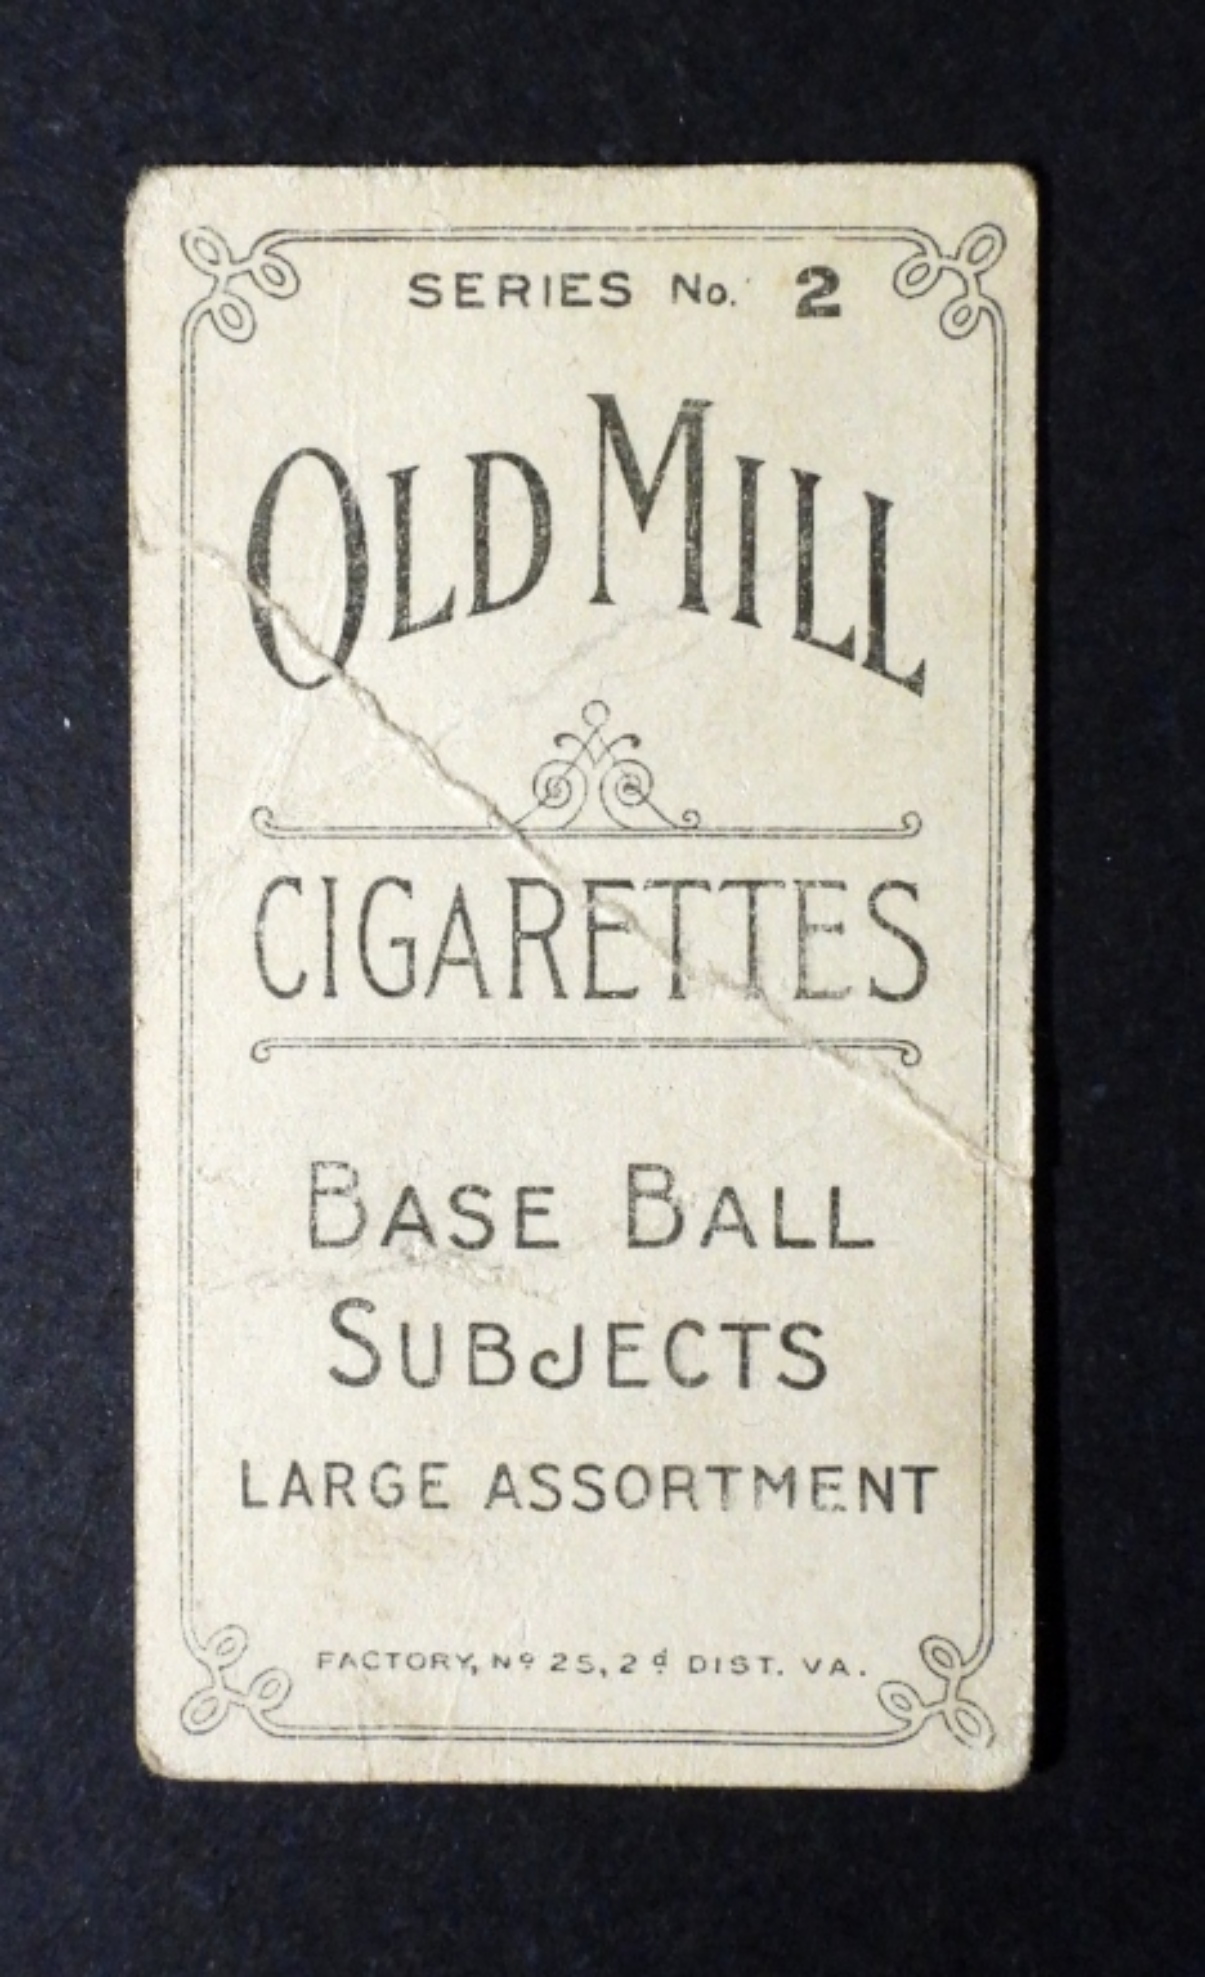 SERIES No. 2
OLD MILL
CIGARETTES
BASE BALL
SUBJECTS
LARGE ASSORTMENT
FACTORY, Nº 25, 2d DIST. VA.